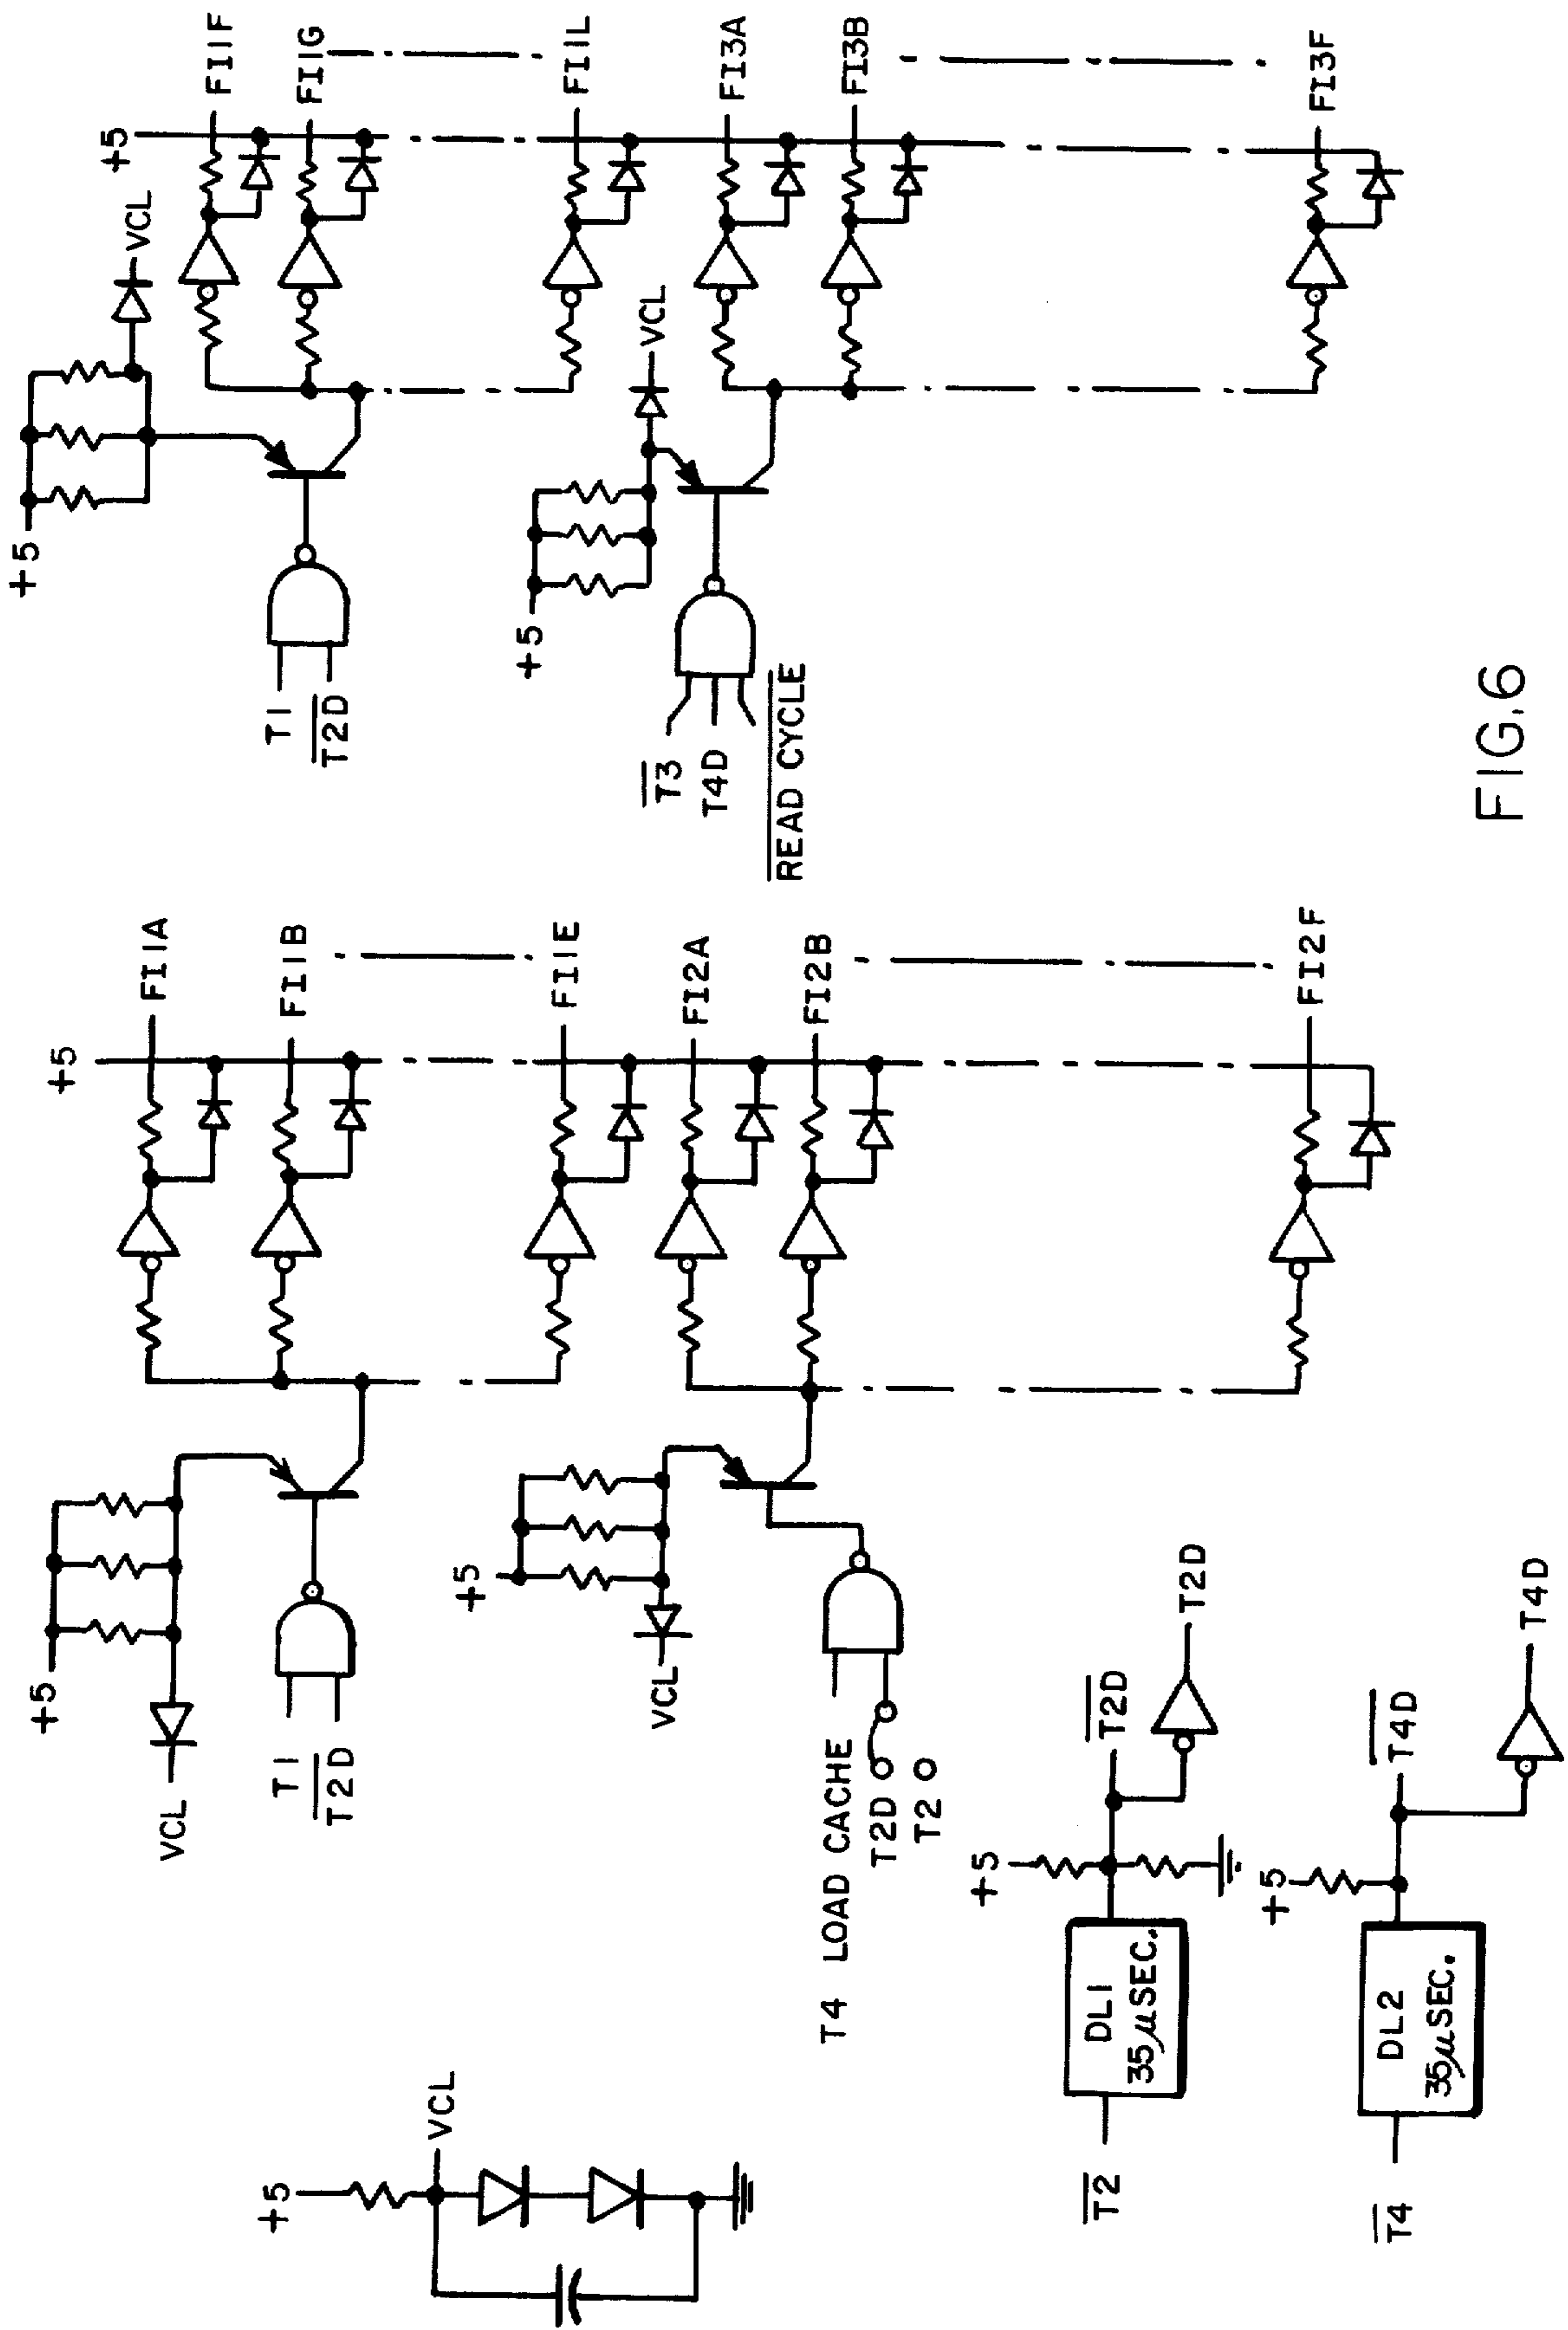 +5
VCL
T1
T2D
+5
FI1A
FI1B
FI1E
FI2A
FI2B
FI2F
+5
VCL
T4 LOAD CACHE
T2D
T2
+5
VCL
T2
DL1
35μSEC.
+5
T2D
T2D
T4
DL2
35μSEC.
+5
T4D
T4D
+5
VCL
T1
T2D
+5
FI1F
FI1G
FI1L
FI3A
FI3B
FI3F
+5
VCL
T3
T4D
READ CYCLE
FIG.6